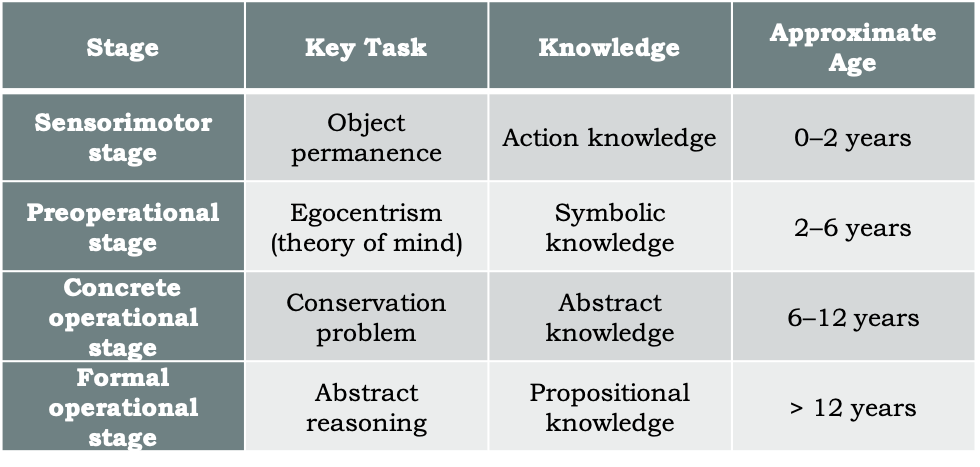 Stage
Key Task
Knowledge
Approximate
Age
Sensorimotor
stage
Object
permanence
Action knowledge
0–2 years
Preoperational
stage
Egocentrism
(theory of mind)
Symbolic
knowledge
2–6 years
Concrete
operational
stage
Conservation
problem
Abstract
knowledge
6–12 years
Formal
operational
stage
Abstract
reasoning
Propositional
knowledge
> 12 years